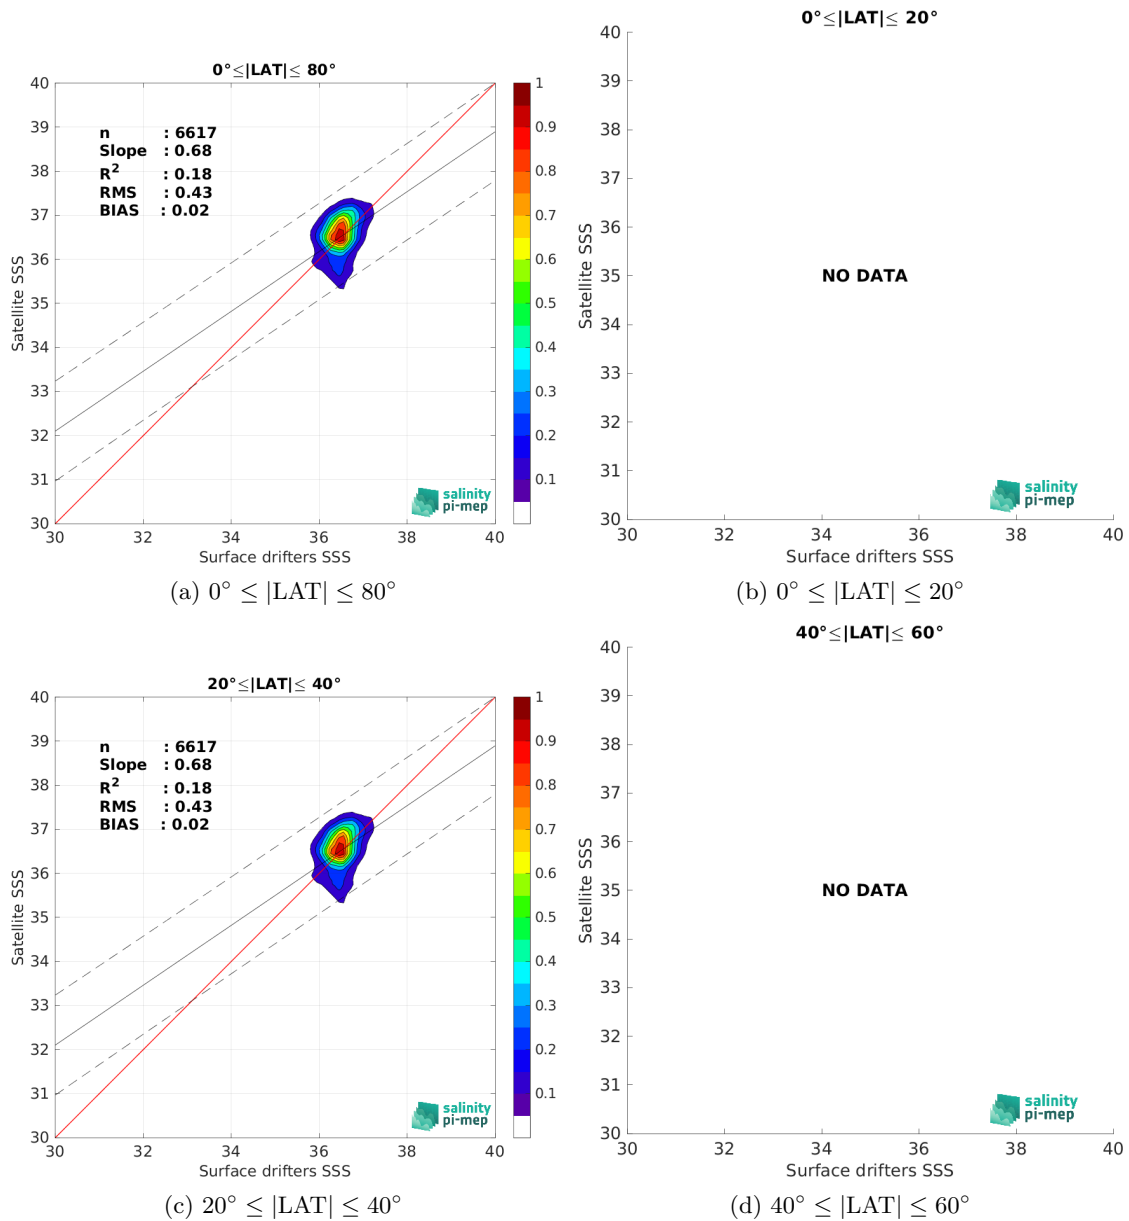 0°≤|LAT|≤ 80°
40
39
38
37
36
35
34
33
32
31
30
Satellite SSS
n : 6617
Slope : 0.68
R2 : 0.18
RMS : 0.43
BIAS : 0.02
salinity
pi-mep
30 32 34 36 38 40
Surface drifters SSS
1
0.9
0.8
0.7
0.6
0.5
0.4
0.3
0.2
0.1
(a) 0° ≤ |LAT| ≤ 80°
0°≤|LAT|≤ 20°
40
39
38
37
36
35
34
33
32
31
30
Satellite SSS
NO DATA
salinity
pi-mep
30 32 34 36 38 40
Surface drifters SSS
(b) 0° ≤ |LAT| ≤ 20°
20°≤|LAT|≤ 40°
40
39
38
37
36
35
34
33
32
31
30
Satellite SSS
n : 6617
Slope : 0.68
R2 : 0.18
RMS : 0.43
BIAS : 0.02
salinity
pi-mep
30 32 34 36 38 40
Surface drifters SSS
1
0.9
0.8
0.7
0.6
0.5
0.4
0.3
0.2
0.1
(c) 20° ≤ |LAT| ≤ 40°
40°≤|LAT|≤ 60°
40
39
38
37
36
35
34
33
32
31
30
Satellite SSS
NO DATA
salinity
pi-mep
30 32 34 36 38 40
Surface drifters SSS
(d) 40° ≤ |LAT| ≤ 60°